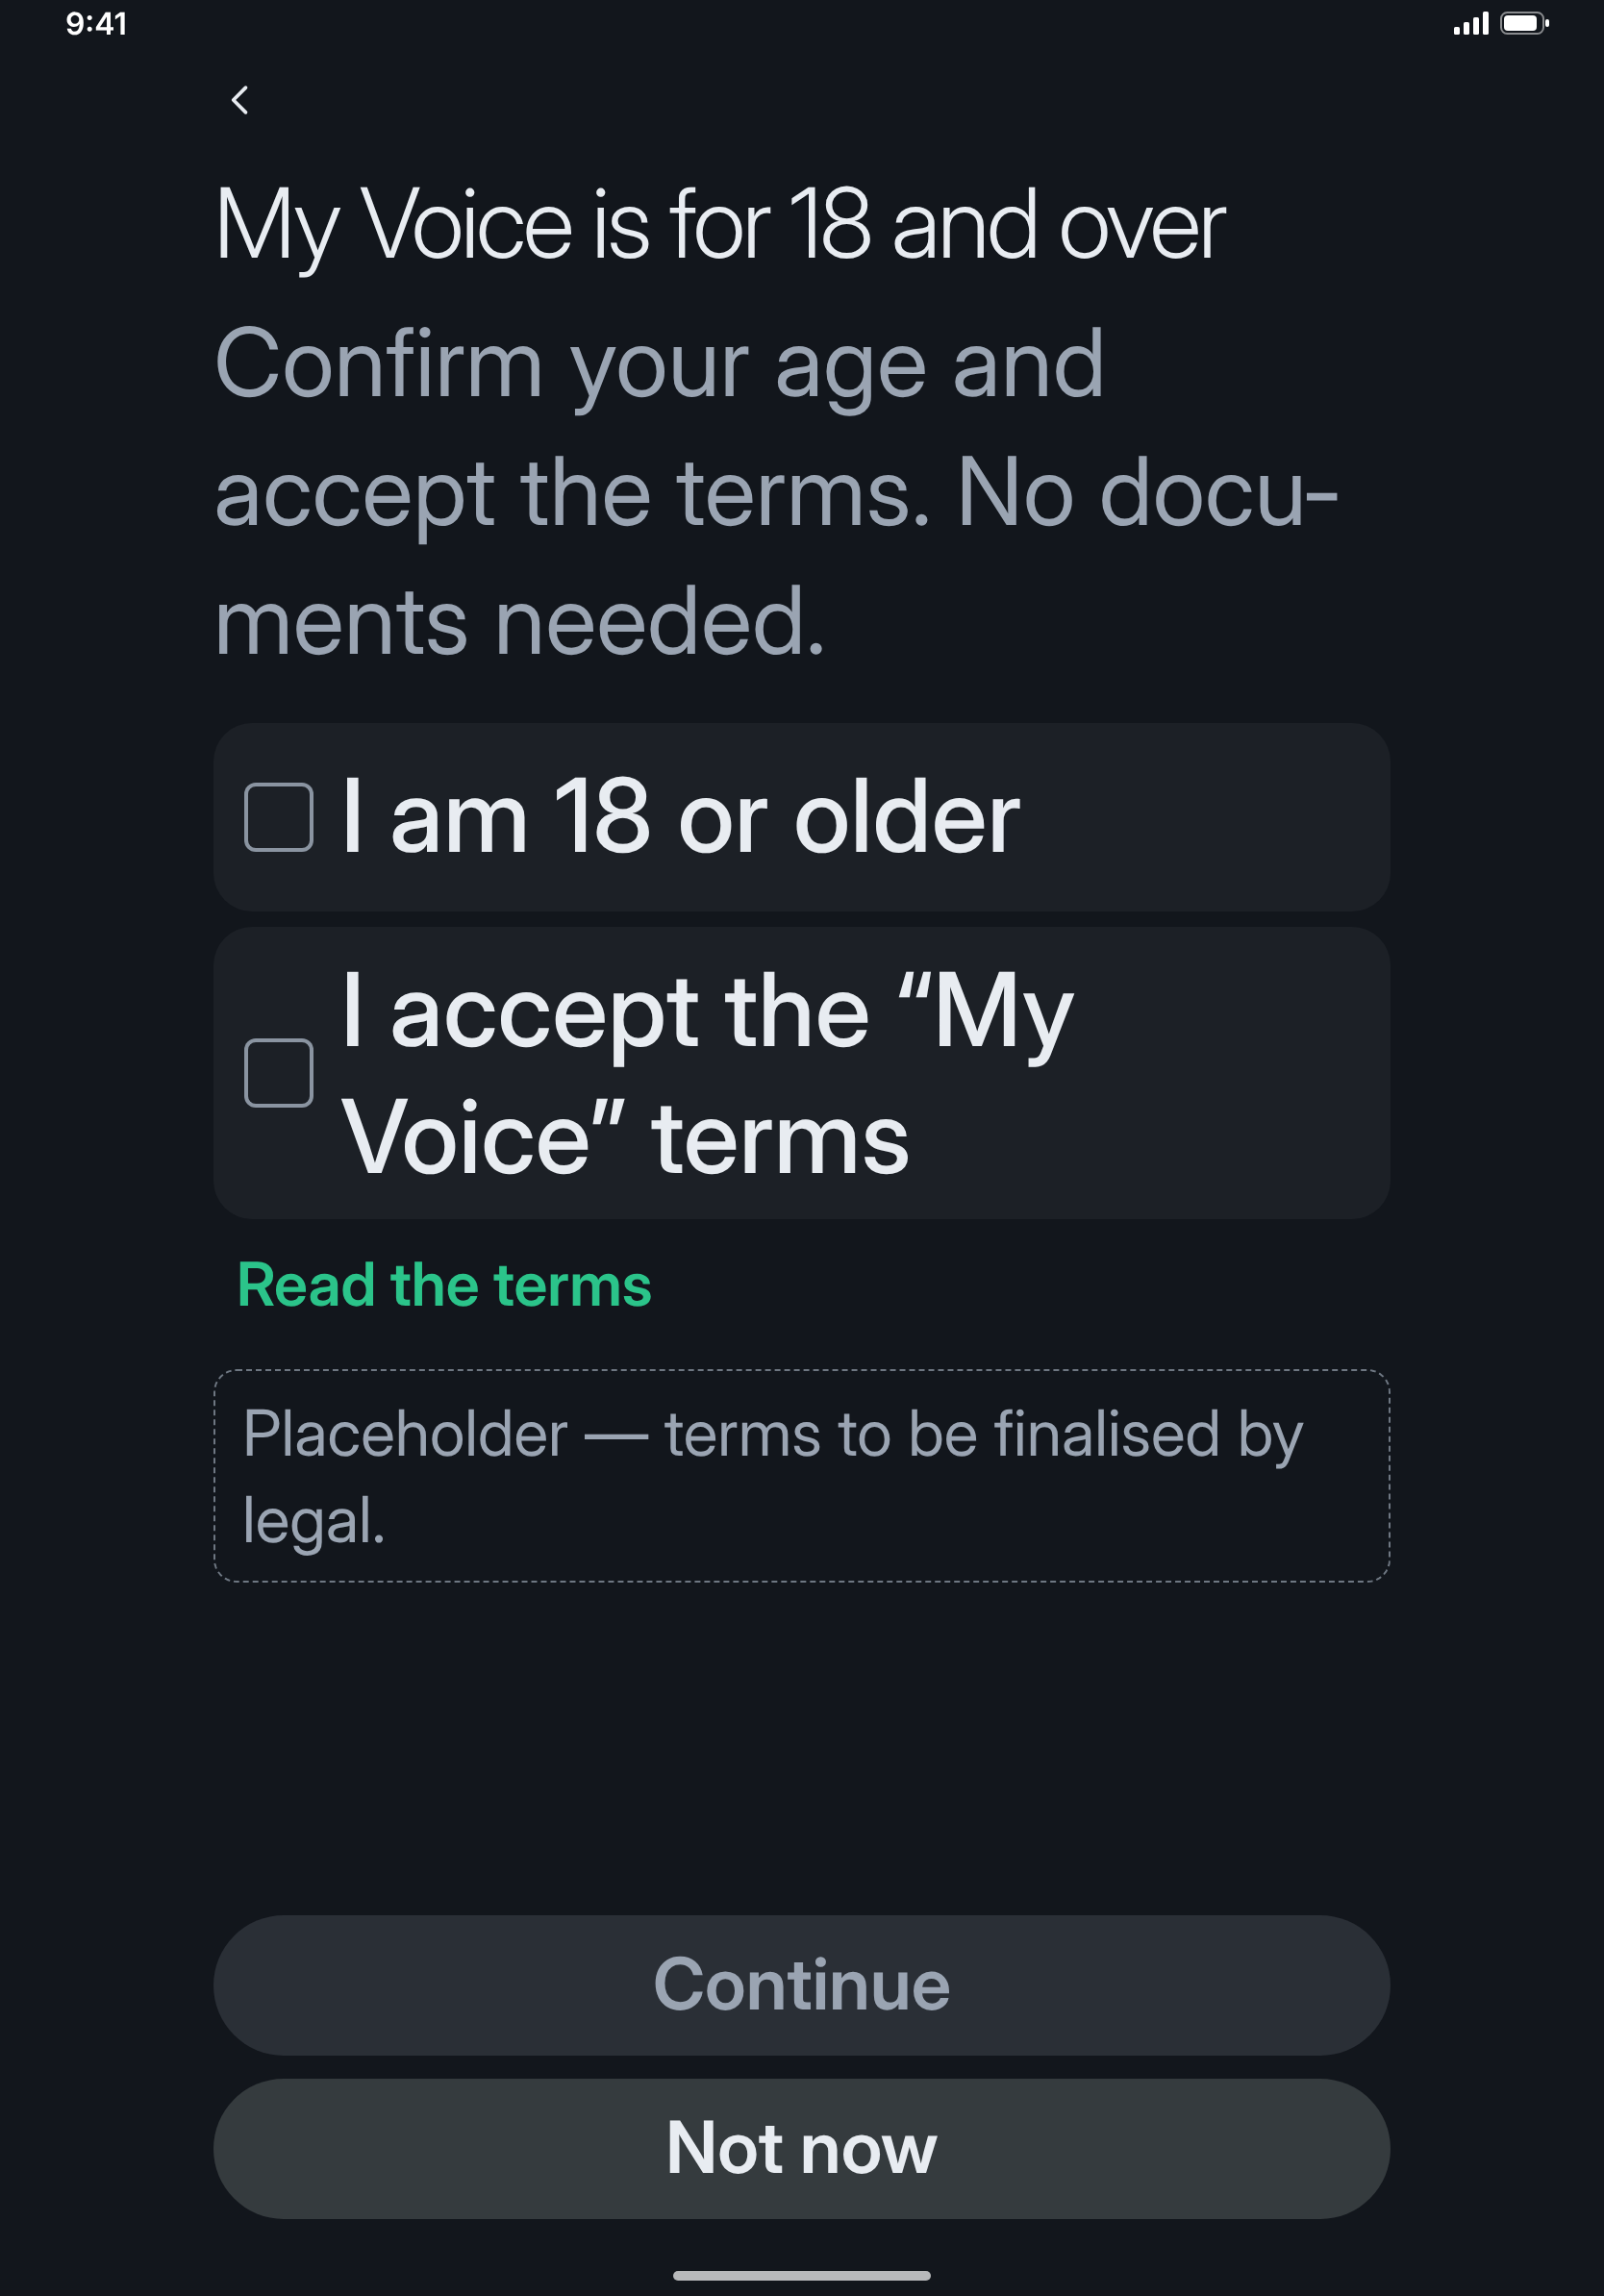 9:41
My Voice is for 18 and over
Confirm your age and
accept the terms. No docu-
ments needed.
I am 18 or older
I accept the “My
Voice” terms
Read the terms
Placeholder — terms to be finalised by
legal.
Continue
Not now